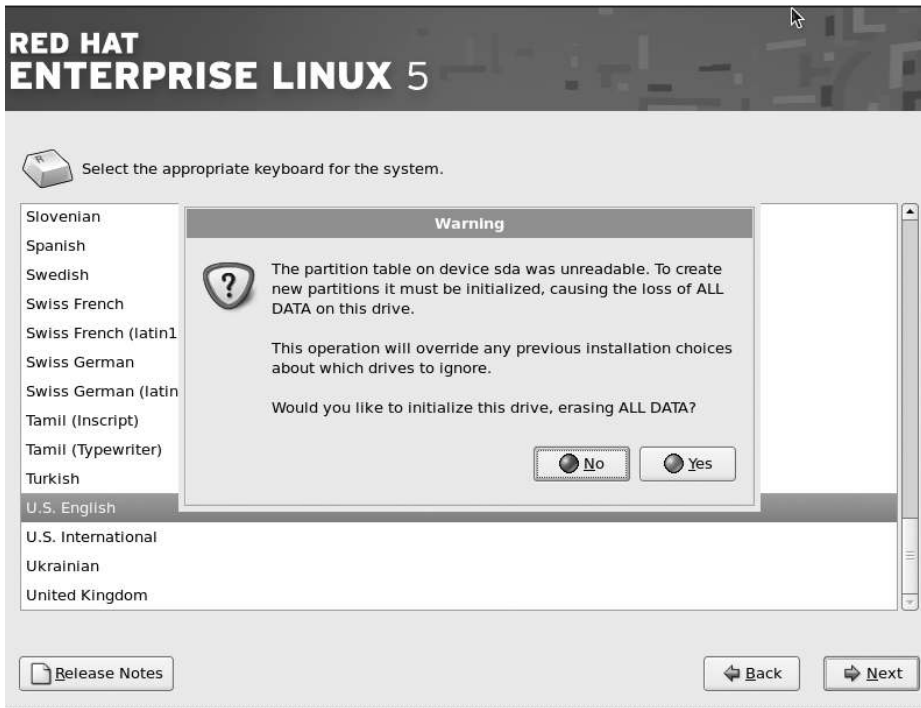 RED HAT
ENTERPRISE LINUX 5
Select the appropriate keyboard for the system.
Slovenian
Spanish
Swedish
Swiss French
Swiss French (latin1
Swiss German
Swiss German (latin
Tamil (Inscript)
Tamil (Typewriter)
Turkish
U.S. English
U.S. International
Ukrainian
United Kingdom
Warning
?
The partition table on device sda was unreadable. To create
new partitions it must be initialized, causing the loss of ALL
DATA on this drive.
This operation will override any previous installation choices
about which drives to ignore.
Would you like to initialize this drive, erasing ALL DATA?
No
Yes
Release Notes
Back
Next